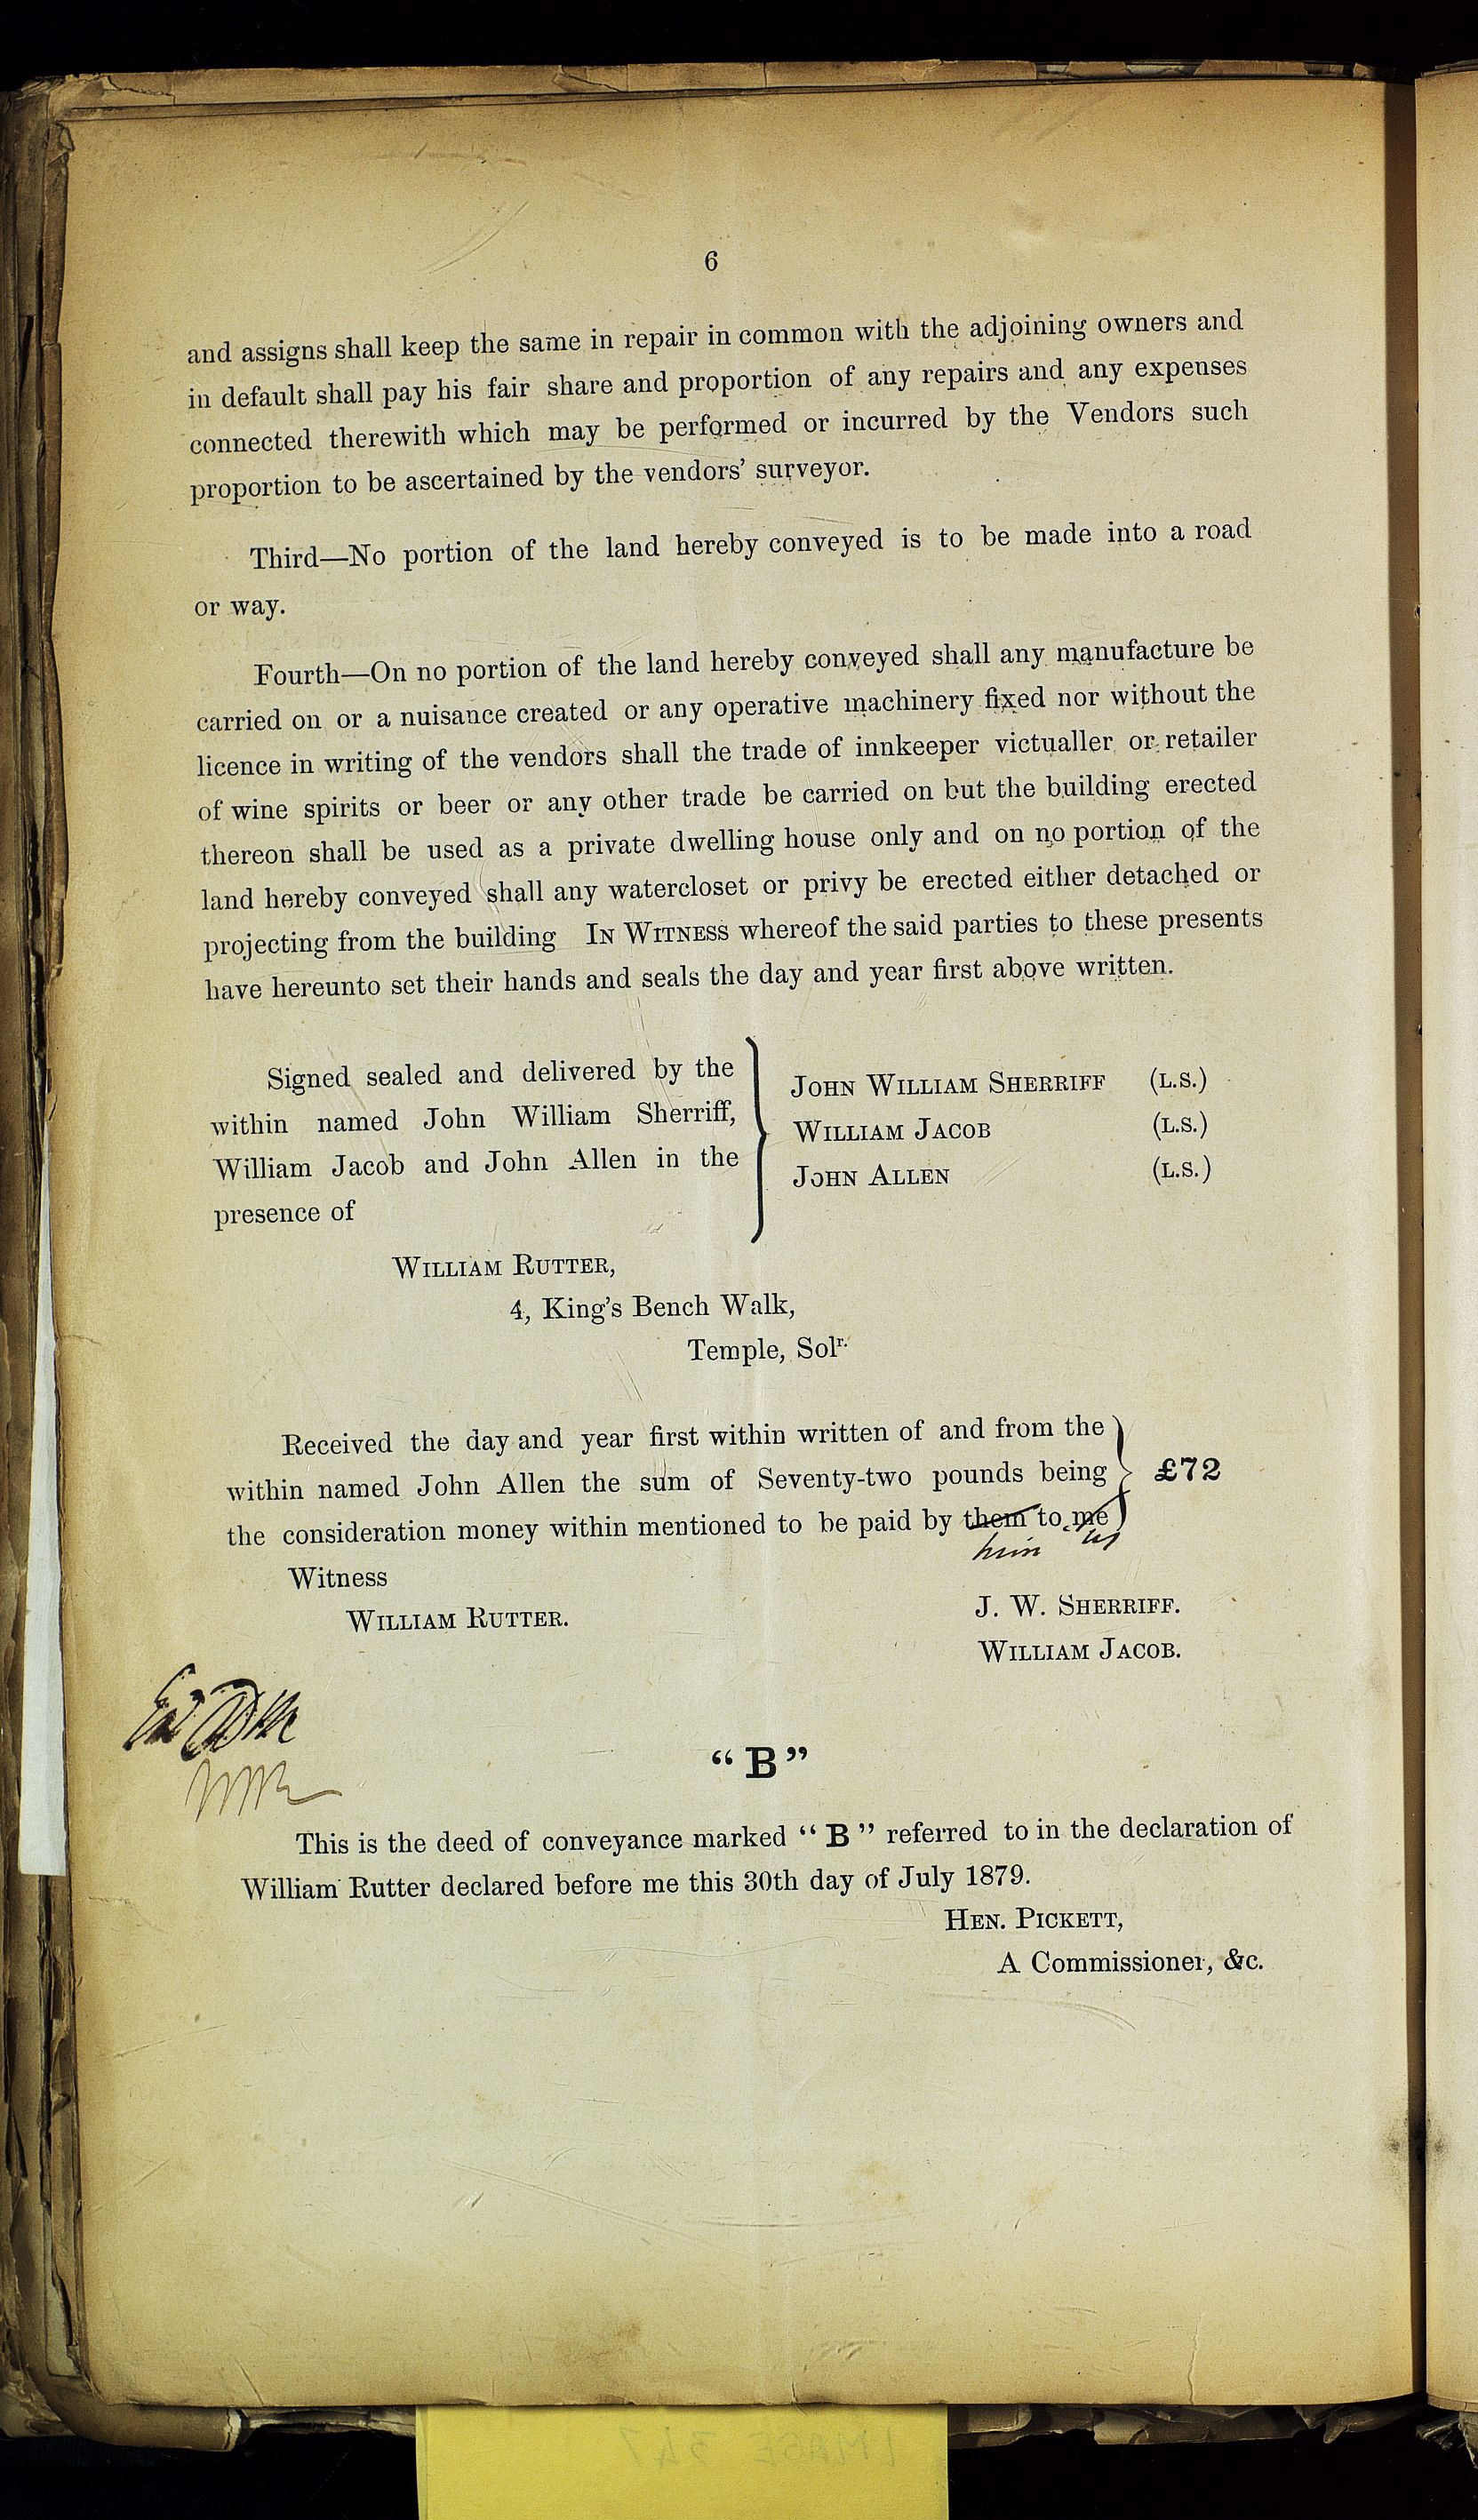 6
and assigns shall keep the same in repair in common with the adjoining owners and
in default shall pay his fair share and proportion of any repairs and any expenses
connected therewith which may be performed or incurred by the Vendors such
proportion to be ascertained by the vendors' surveyor.
Third—No portion of the land hereby conveyed is to be made into a road
or way.
Fourth—On no portion of the land hereby conveyed shall any manufacture be
carried on or a nuisance created or any operative machinery fixed nor without the
licence in writing of the vendors shall the trade of innkeeper victualler or retailer
of wine spirits or beer or any other trade be carried on but the building erected
thereon shall be used as a private dwelling house only and on no portion of the
land hereby conveyed shall any watercloset or privy be erected either detached or
projecting from the building IN WITNESS whereof the said parties to these presents
have hereunto set their hands and seals the day and year first above written.
Signed sealed and delivered by the
within named John William Sherriff,
William Jacob and John Allen in the
presence of
JOHN WILLIAM SHERRIFF (L.S.)
WILLIAM JACOB (L.S.)
JOHN ALLEN (L.S.)
WILLIAM RUTTER,
4, King's Bench Walk,
Temple, Solr.
Received the day and year first within written of and from the
within named John Allen the sum of Seventy-two pounds being £72
the consideration money within mentioned to be paid by them to me
him us
Witness
WILLIAM RUTTER.
J. W. SHERRIFF.
WILLIAM JACOB.
"B"
This is the deed of conveyance marked "B" referred to in the declaration of
William Rutter declared before me this 30th day of July 1879.
HEN. PICKETT,
A Commissioner, &c.